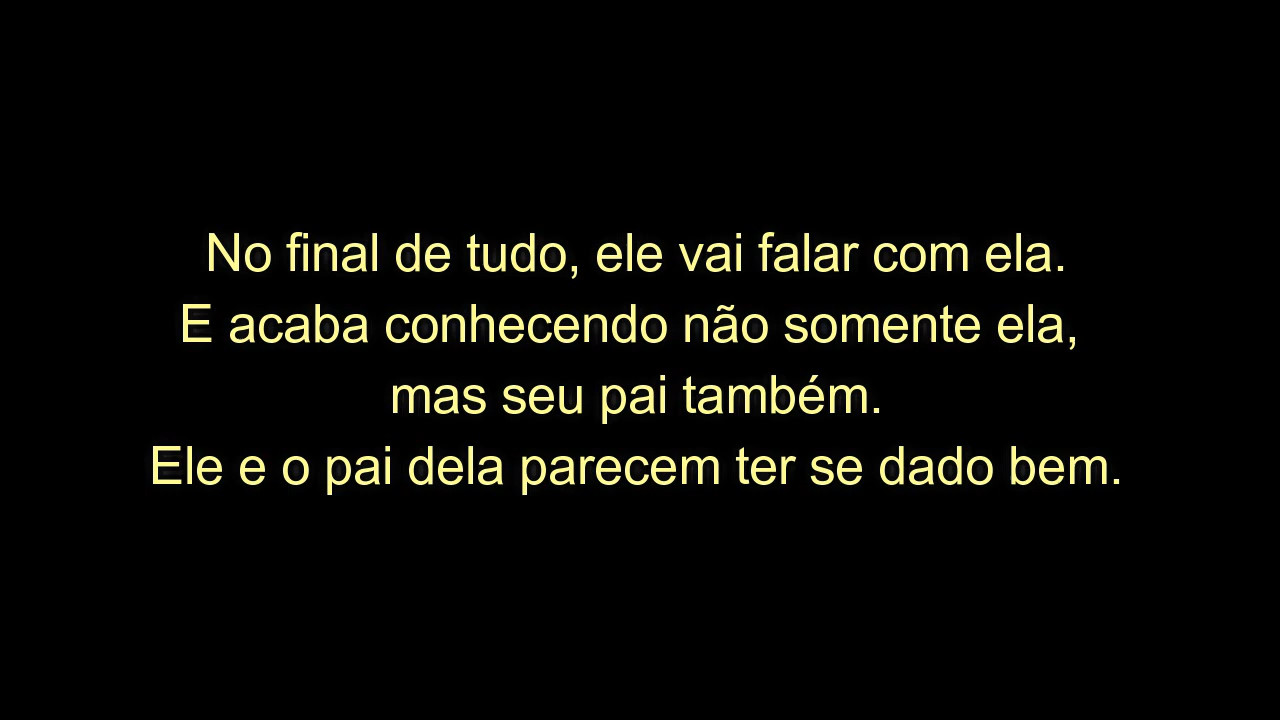 No final de tudo, ele vai falar com ela.
E acaba conhecendo não somente ela,
mas seu pai também.
Ele e o pai dela parecem ter se dado bem.